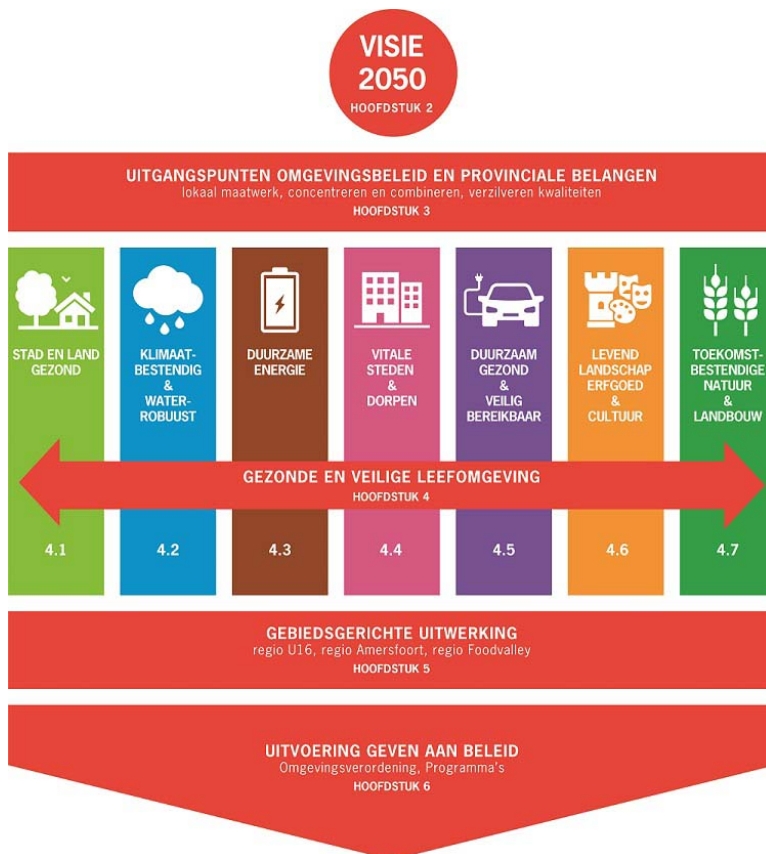 VISIE
2050
HOOFDSTUK 2
UITGANGSPUNTEN OMGEVINGSBELEID EN PROVINCIALE BELANGEN
lokaal maatwerk, concentreren en combineren, verzilveren kwaliteiten
HOOFDSTUK 3
STAD EN LAND
GEZOND
KLIMAAT-
BESTENDIG
&
WATER-
ROBUUST
DUURZAME
ENERGIE
VITALE
STEDEN
&
DORPEN
DUURZAAM
GEZOND
&
VEILIG
BEREIKBAAR
LEVEND
LANDSCHAP
ERFGOED
&
CULTUUR
TOEKOMST-
BESTENDIGE
NATUUR
&
LANDBOUW
GEZONDE EN VEILIGE LEEFOMGEVING
HOOFDSTUK 4
4.1
4.2
4.3
4.4
4.5
4.6
4.7
GEBIEDSGERICHTE UITWERKING
regio U16, regio Amersfoort, regio Foodvalley
HOOFDSTUK 5
UITVOERING GEVEN AAN BELEID
Omgevingsverordening, Programma's
HOOFDSTUK 6